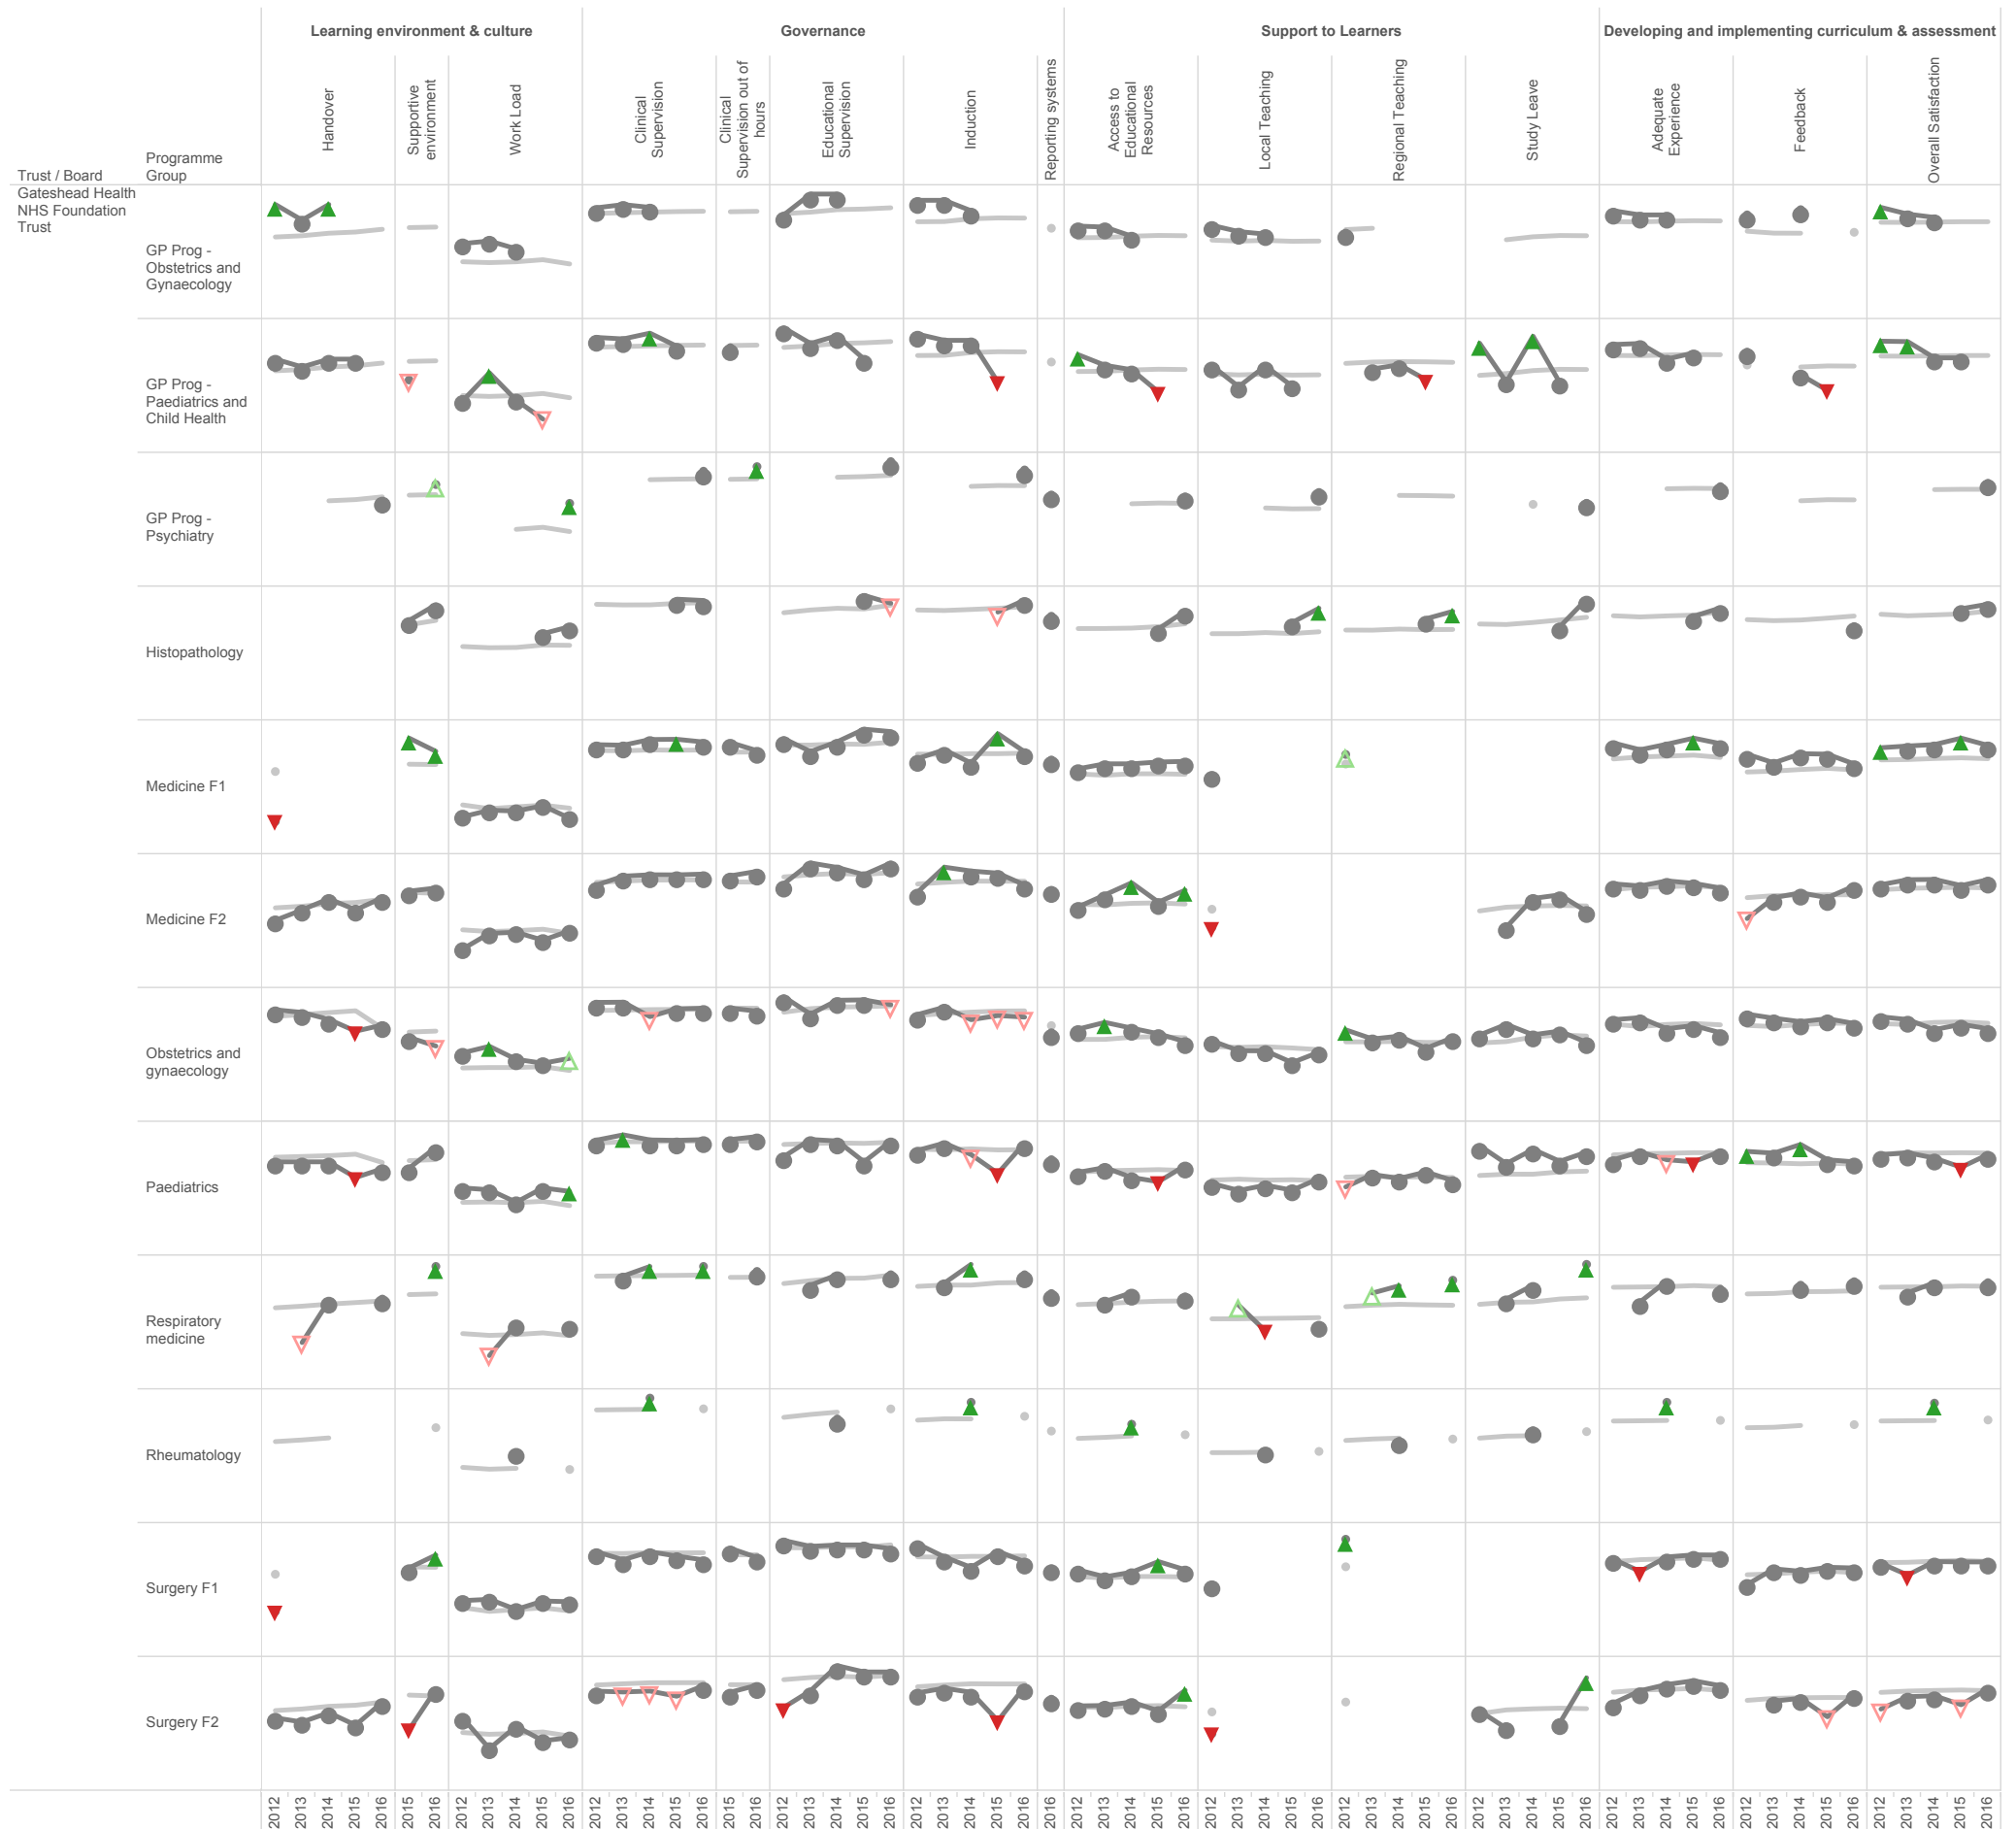 Learning environment & culture
Governance
Support to Learners
Developing and implementing curriculum & assessment
Handover
Supportive
environment
Work Load
Clinical
Supervision
Clinical
Supervision out of
hours
Educational
Supervision
Induction
Reporting systems
Access to
Educational
Resources
Local Teaching
Regional Teaching
Study Leave
Adequate
Experience
Feedback
Overall Satisfaction
Trust / Board
Programme
Group
Gateshead Health
NHS Foundation
Trust
GP Prog -
Obstetrics and
Gynaecology
GP Prog -
Paediatrics and
Child Health
GP Prog -
Psychiatry
Histopathology
Medicine F1
Medicine F2
Obstetrics and
gynaecology
Paediatrics
Respiratory
medicine
Rheumatology
Surgery F1
Surgery F2
2012 2013 2014 2015 2016
2015 2016
2012 2013 2014 2015 2016
2012 2013 2014 2015 2016
2015 2016
2012 2013 2014 2015 2016
2012 2013 2014 2015 2016
2016
2012 2013 2014 2015 2016
2012 2013 2014 2015 2016
2012 2013 2014 2015 2016
2012 2013 2014 2015 2016
2012 2013 2014 2015 2016
2012 2013 2014 2015 2016
2012 2013 2014 2015 2016